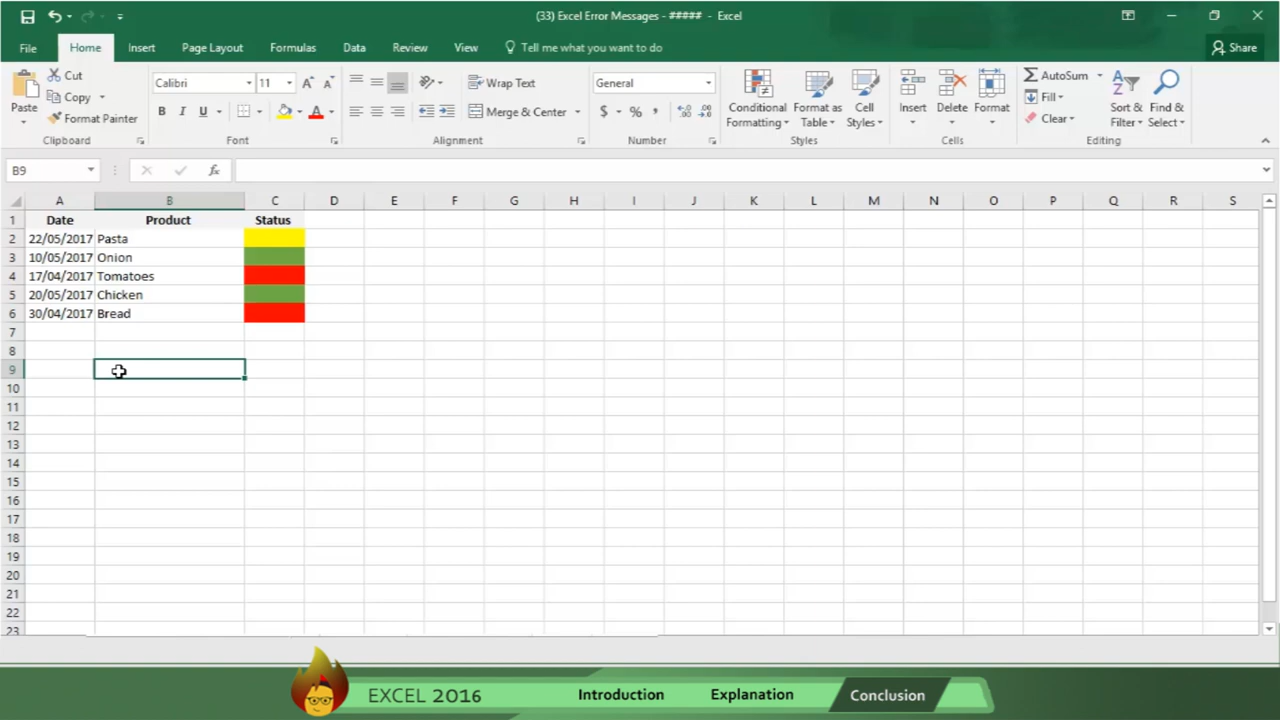 (33) Excel Error Messages - ##### - Excel
File Home Insert Page Layout Formulas Data Review View Tell me what you want to do Share
Paste Cut Copy Format Painter
Calibri 11 B I U
Wrap Text Merge & Center
General $ % ,
Conditional Formatting Format as Table Cell Styles
Insert Delete Format
AutoSum Fill Clear Sort & Filter Find & Select
Clipboard Font Alignment Number Styles Cells Editing
B9 fx
A B C D E F G H I J K L M N O P Q R S
1 Date Product Status
2 22/05/2017 Pasta
3 10/05/2017 Onion
4 17/04/2017 Tomatoes
5 20/05/2017 Chicken
6 30/04/2017 Bread
7
8
9
10
11
12
13
14
15
16
17
18
19
20
21
22
23
EXCEL 2016 Introduction Explanation Conclusion